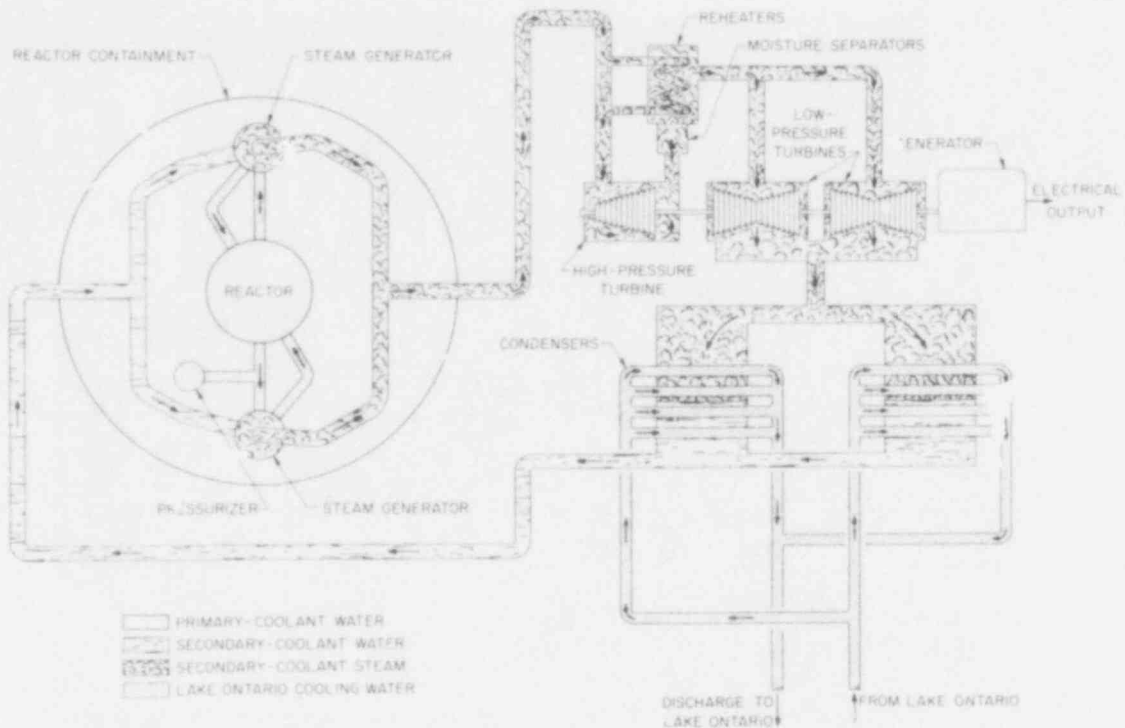 REHEATERS
REACTOR CONTAINMENT
STEAM GENERATOR
MOISTURE SEPARATORS
LOW-
PRESSURE
TURBINES
ENERATOR
ELECTRICAL
OUTPUT
REACTOR
HIGH-PRESSURE
TURBINE
CONDENSERS
PRESSURIZER
STEAM GENERATOR
PRIMARY-COOLANT WATER
SECONDARY-COOLANT WATER
SECONDARY-COOLANT STEAM
LAKE ONTARIO COOLING WATER
DISCHARGE TO
LAKE ONTARIO
FROM LAKE ONTARIO